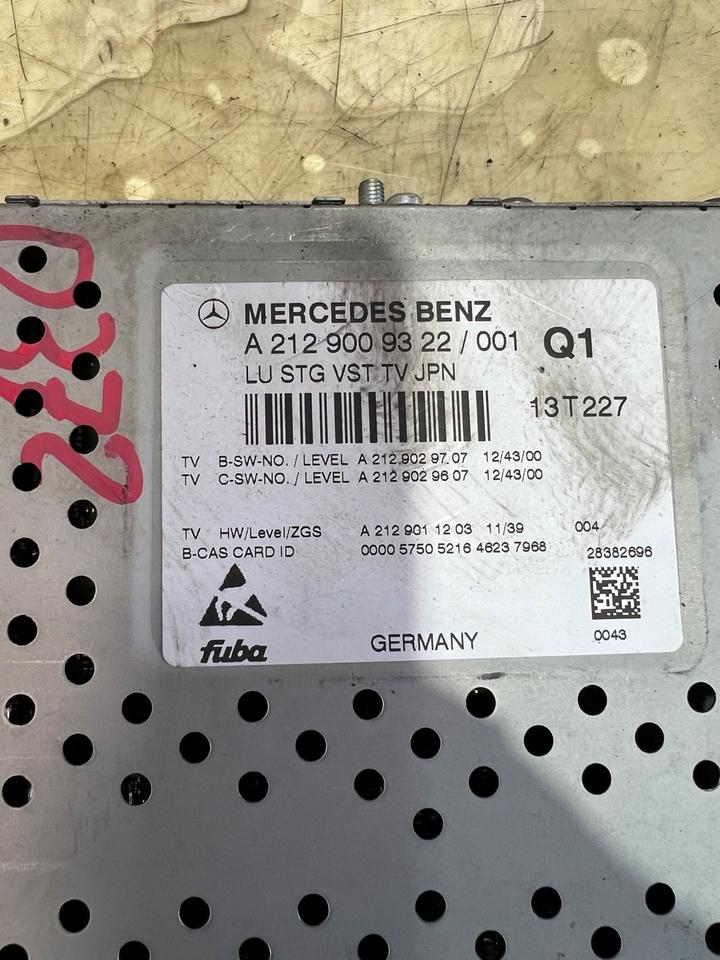 0372
MERCEDES BENZ
A 212 900 93 22 / 001 Q1
LU STG VST TV JPN
13T227
TV B-SW-NO. / LEVEL A 212 902 97 07 12/43/00
TV C-SW-NO. / LEVEL A 212 902 96 07 12/43/00
TV HW/Level/ZGS A 212 901 12 03 11/39 004
B-CAS CARD ID 0000 5750 5216 4623 7968 28382696
fuba GERMANY 0043